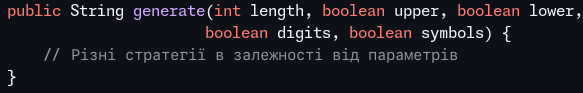 public String generate(int length, boolean upper, boolean lower,
boolean digits, boolean symbols) {
// Різні стратегії в залежності від параметрів
}